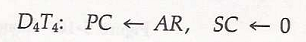 D₄T₄: PC ← AR, SC ← 0